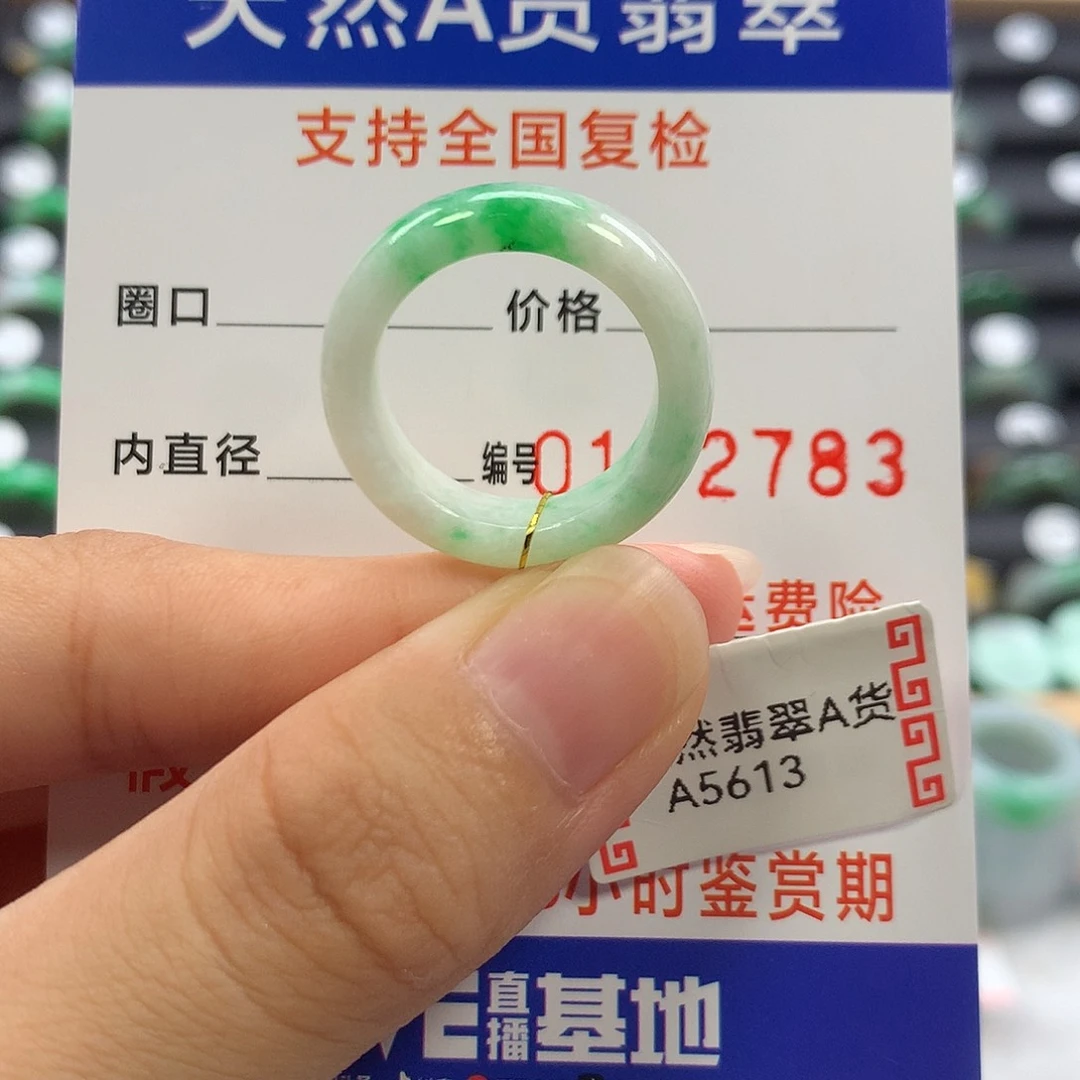 天然A货翡翠
支持全国复检
圈口 价格
内直径 编号01 2783
运费险
然翡翠A货
A5613
小时鉴赏期
直播基地